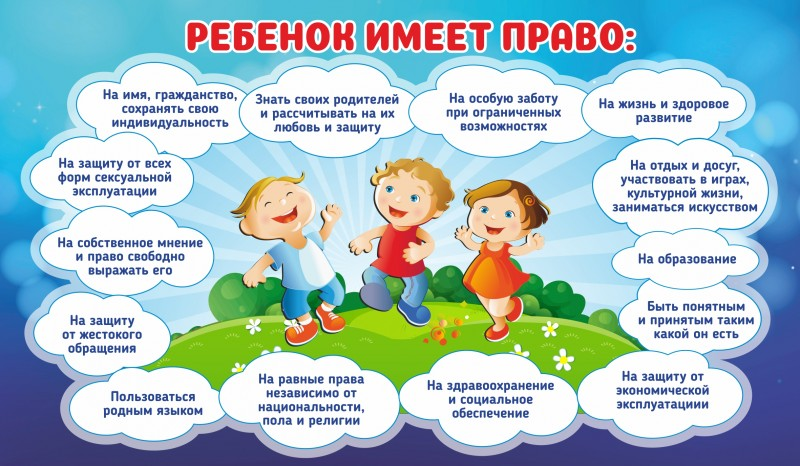 РЕБЕНОК ИМЕЕТ ПРАВО:
На имя, гражданство,
сохранять свою
индивидуальность
Знать своих родителей
и рассчитывать на их
любовь и защиту
На особую заботу
при ограниченных
возможностях
На жизнь и здоровое
развитие
На защиту от всех
форм сексуальной
эксплуатации
На отдых и досуг,
участвовать в играх,
культурной жизни,
заниматься искусством
На собственное мнение
и право свободно
выражать его
На образование
На защиту
от жестокого
обращения
Быть понятным
и принятым таким
какой он есть
Пользоваться
родным языком
На равные права
независимо от
национальности,
пола и религии
На здравоохранение
и социальное
обеспечение
На защиту от
экономической
эксплуатациии